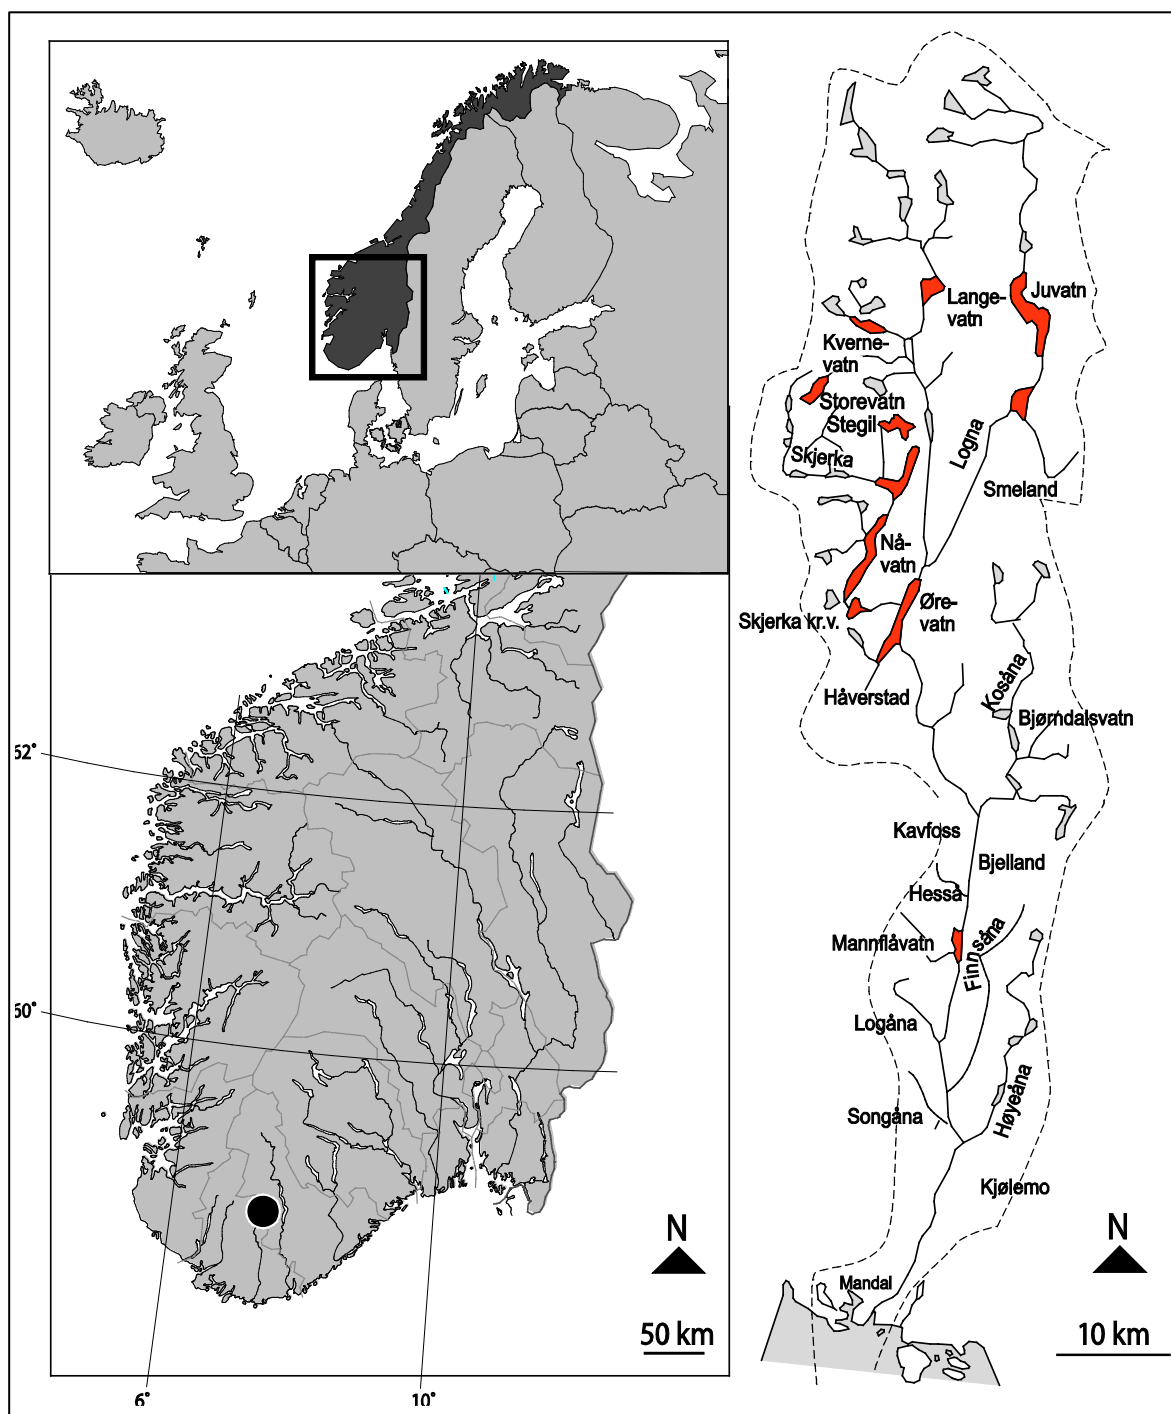 52˚
50˚
6˚
10˚
N
50 km
Lange-
vatn
Juvatn
Kverne-
vatn
Storevatn
Stegil
Skjerka
Logna
Smeland
Nå-
vatn
Øre-
vatn
Skjerka kr.v.
Håverstad
Kosåna
Bjørndalsvatn
Kavfoss
Bjelland
Hesså
Mannflåvatn
Finnsåna
Logåna
Songåna
Høyeåna
Kjølemo
Mandal
N
10 km